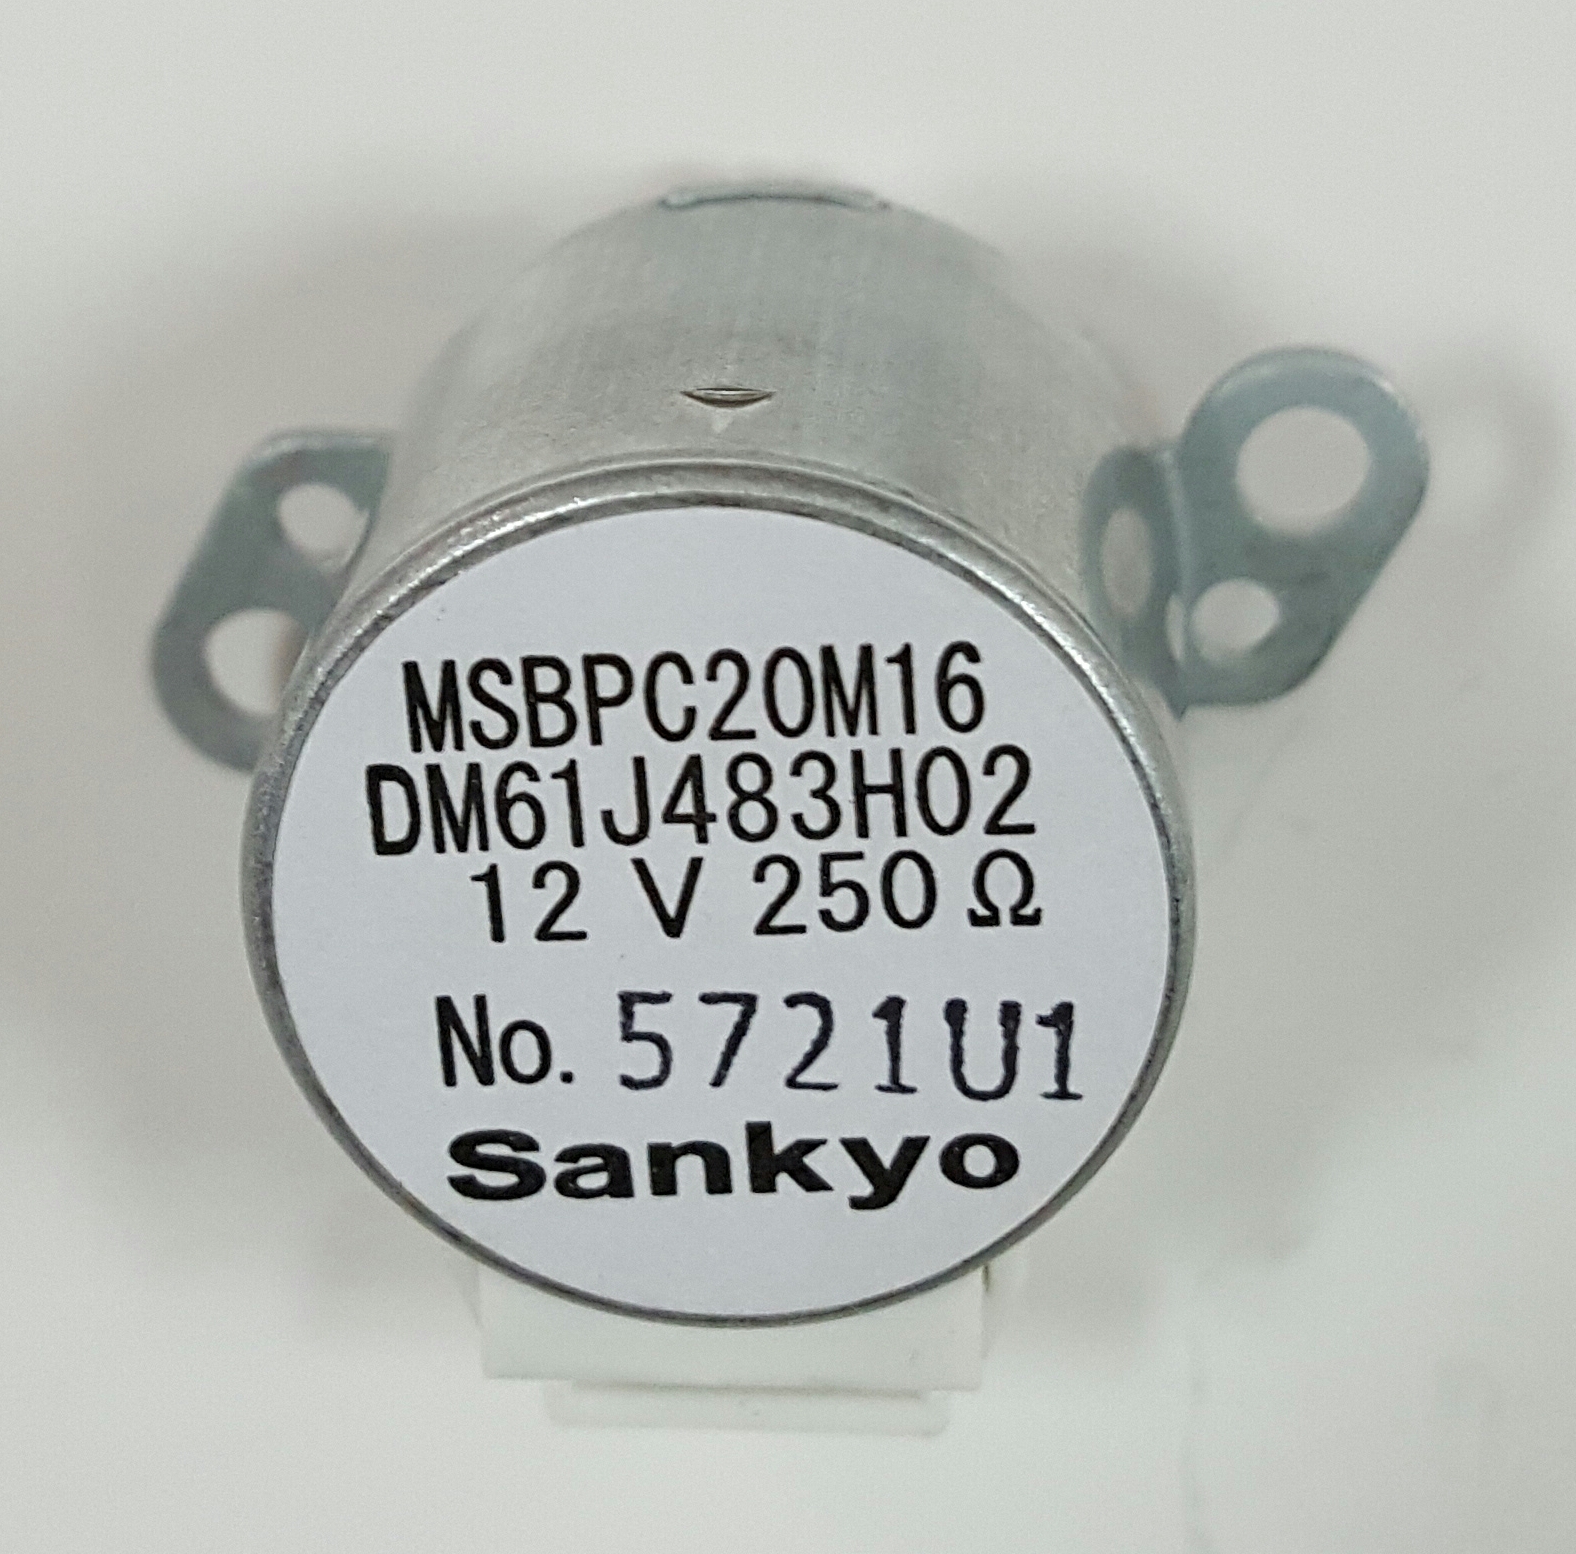 MSBPC20M16
DM61J483H02
12 V 250 Ω
No. 5721U1
Sankyo